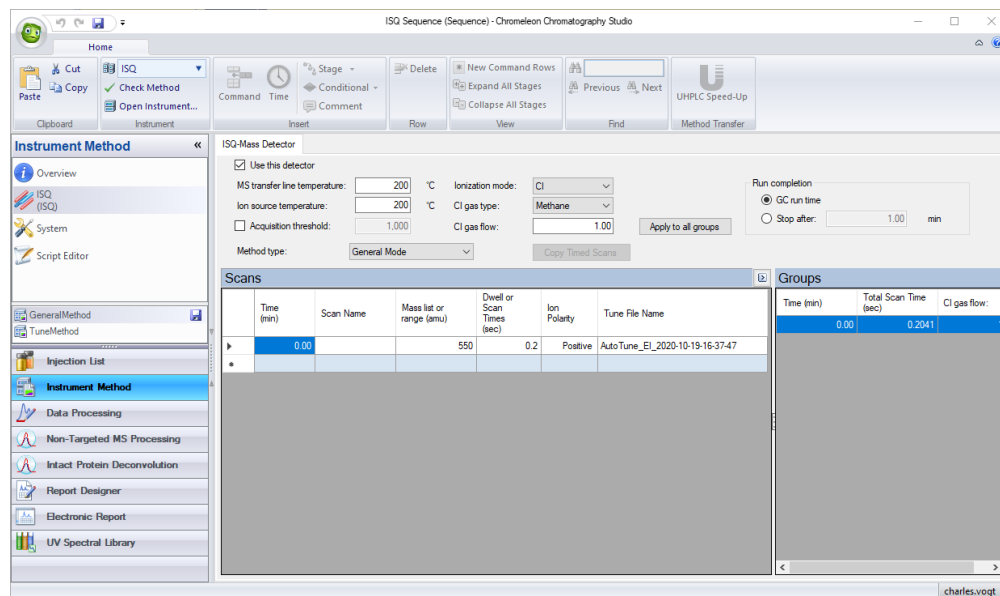 ISQ Sequence (Sequence) - Chromeleon Chromatography Studio
Home
Paste
Cut
Copy
Clipboard
ISQ
Check Method
Open Instrument...
Instrument
Command
Time
Stage
Conditional
Comment
Insert
Delete
Row
New Command Rows
Expand All Stages
Collapse All Stages
View
Previous Next
Find
UHPLC Speed-Up
Method Transfer
Instrument Method «
Overview
ISQ
(ISQ)
System
Script Editor
GeneralMethod
TuneMethod
Injection List
Instrument Method
Data Processing
Non-Targeted MS Processing
Intact Protein Deconvolution
Report Designer
Electronic Report
UV Spectral Library
ISQ-Mass Detector
Use this detector
MS transfer line temperature: 200 °C Ionization mode: CI
Ion source temperature: 200 °C CI gas type: Methane
Acquisition threshold: 1,000 CI gas flow: 1.00 Apply to all groups
Method type: General Mode Copy Timed Scans
Run completion
GC run time
Stop after: 1.00 min
Scans
Time
(min)
Scan Name
Mass list or
range (amu)
Dwell or
Scan
Times
(sec)
Ion
Polarity
Tune File Name
0.00 550 0.2 Positive AutoTune_EI_2020-10-19-16-37-47
*
Groups
Time (min)
Total Scan Time
(sec)
CI gas flow:
0.00 0.2041
charles.vogt